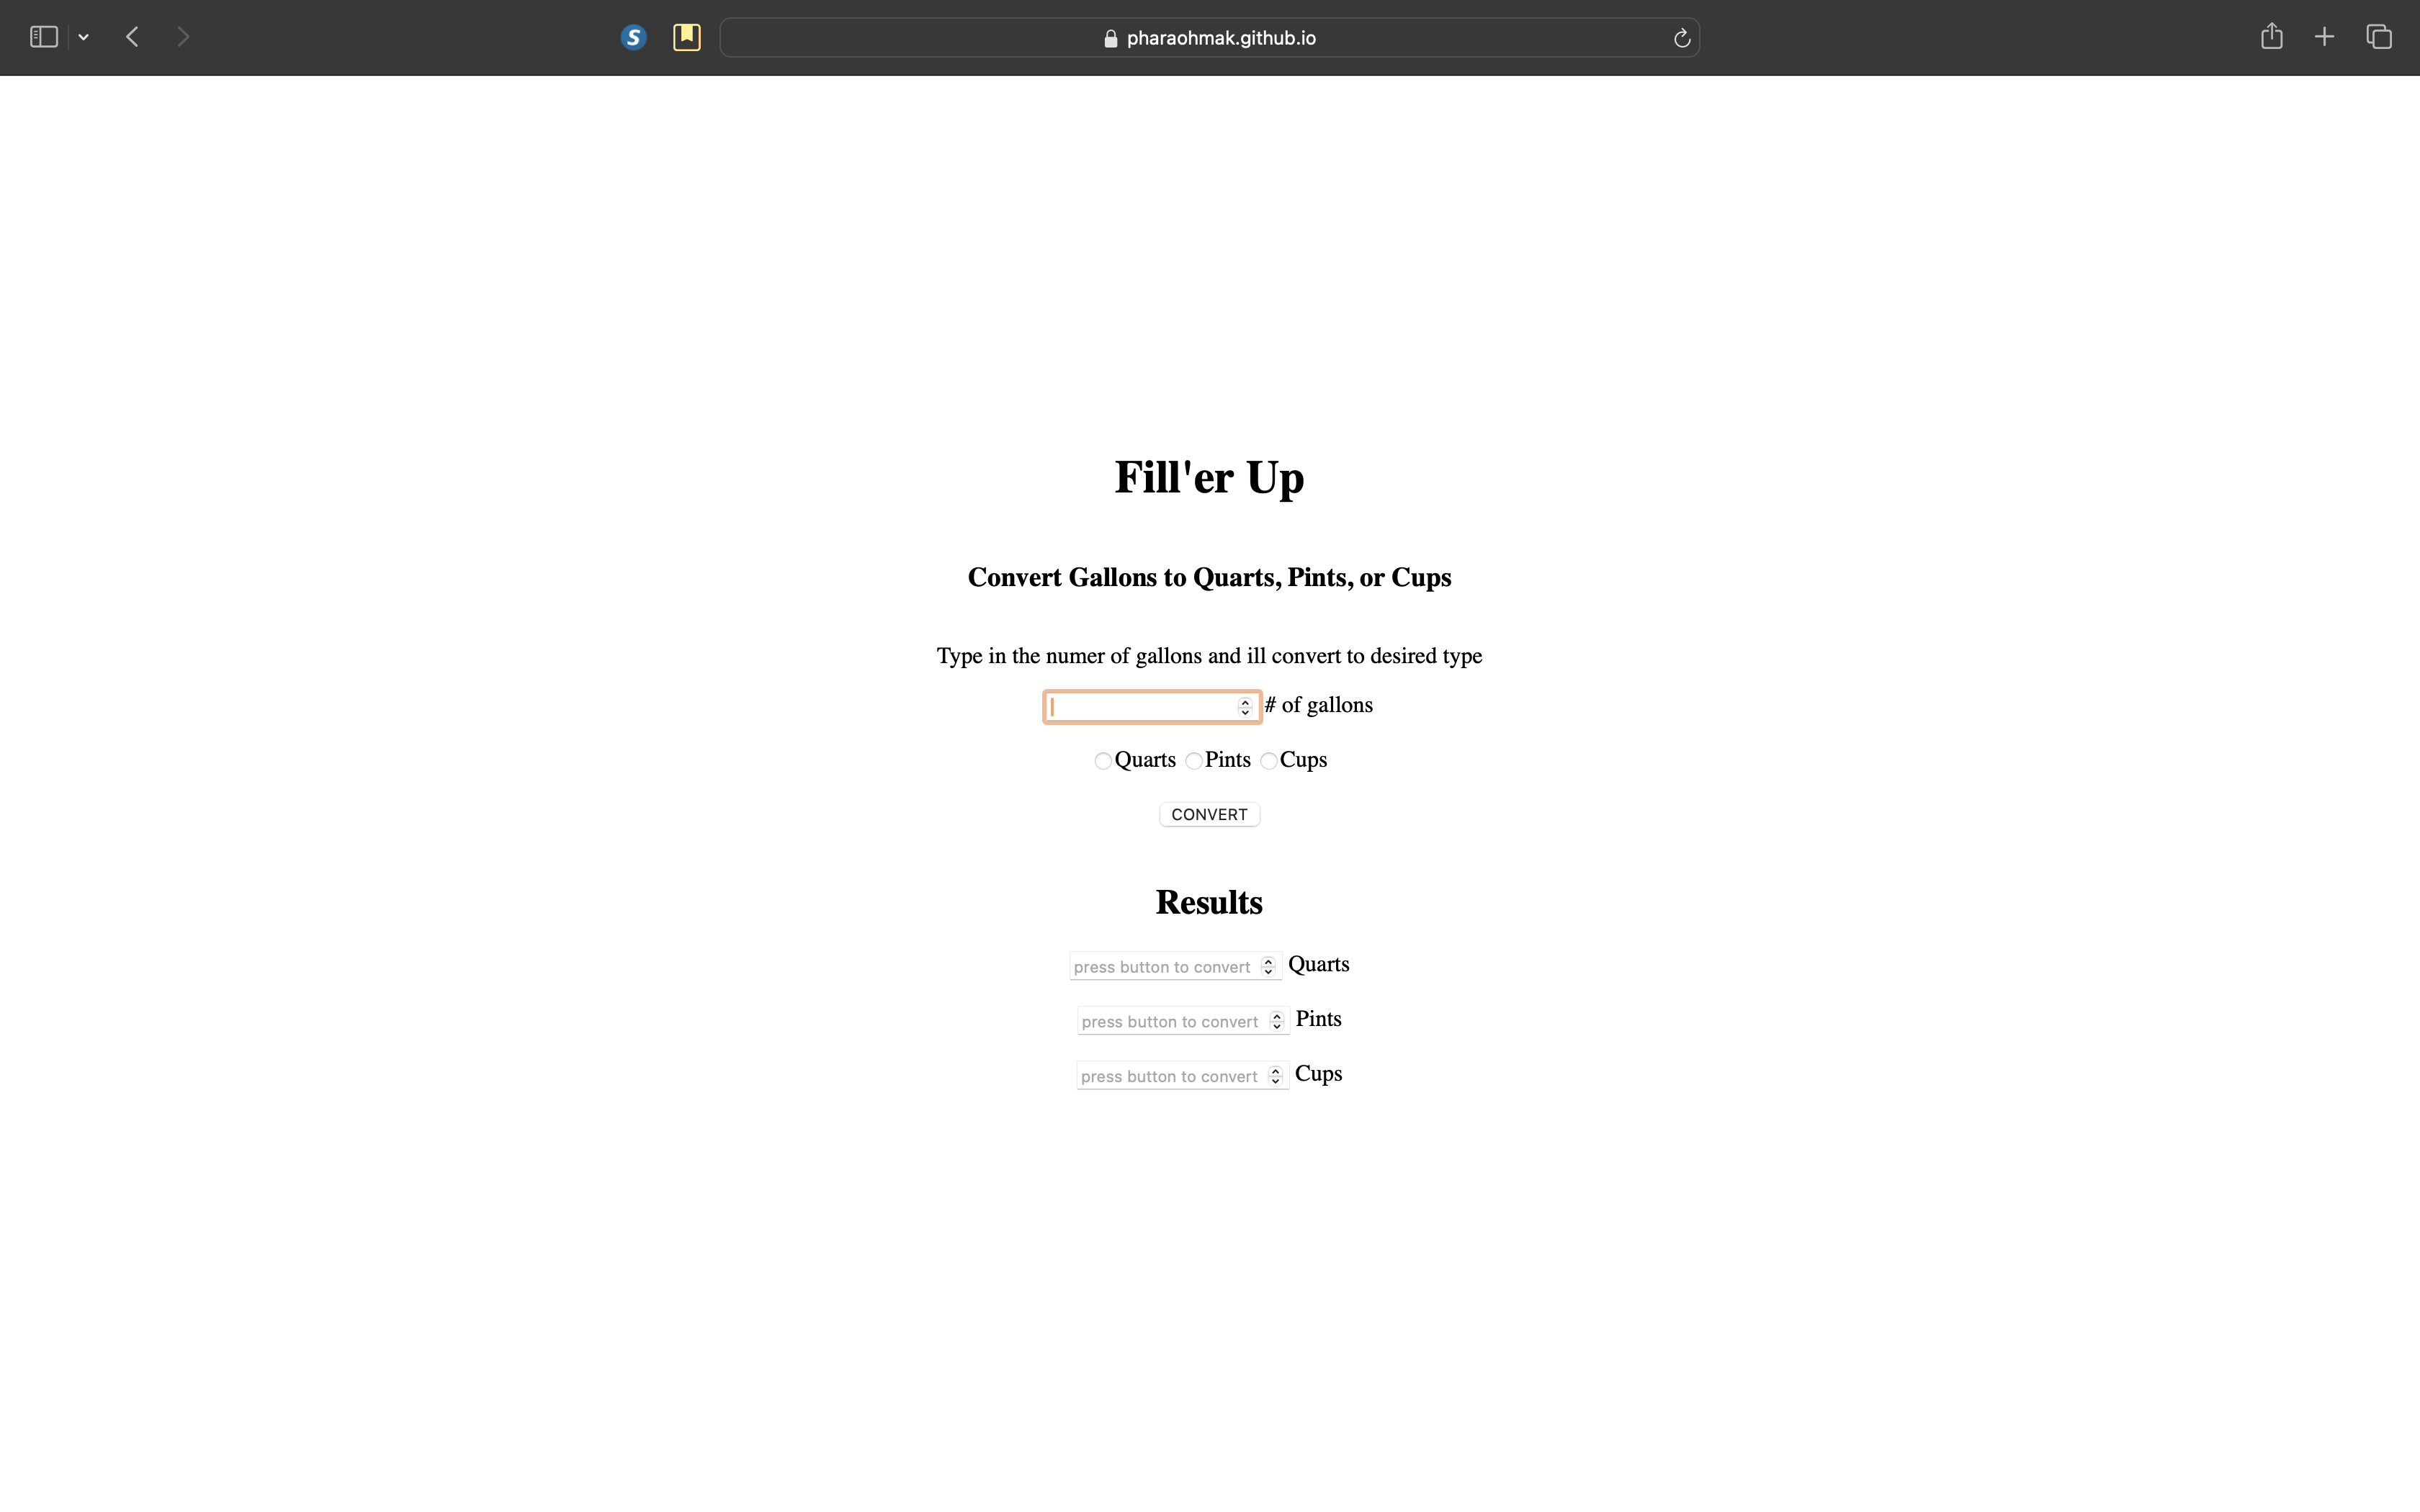 S
pharaohmak.github.io
Fill'er Up
Convert Gallons to Quarts, Pints, or Cups
Type in the numer of gallons and ill convert to desired type
# of gallons
Quarts Pints Cups
CONVERT
Results
press button to convert Quarts
press button to convert Pints
press button to convert Cups